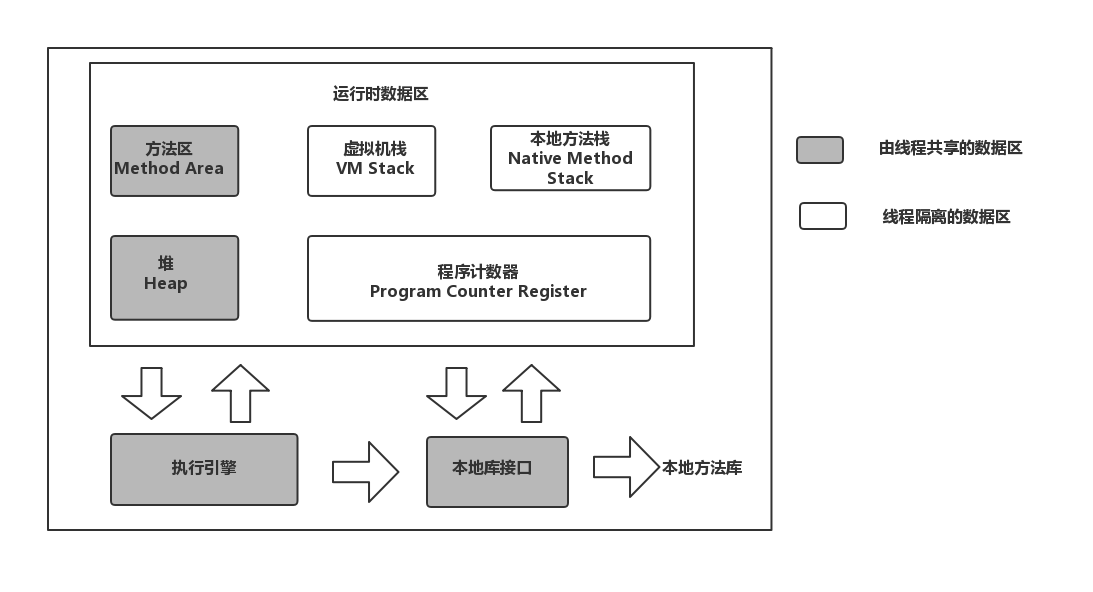 运行时数据区
方法区
Method Area
虚拟机栈
VM Stack
本地方法栈
Native Method
Stack
堆
Heap
程序计数器
Program Counter Register
执行引擎
本地库接口
本地方法库
由线程共享的数据区
线程隔离的数据区